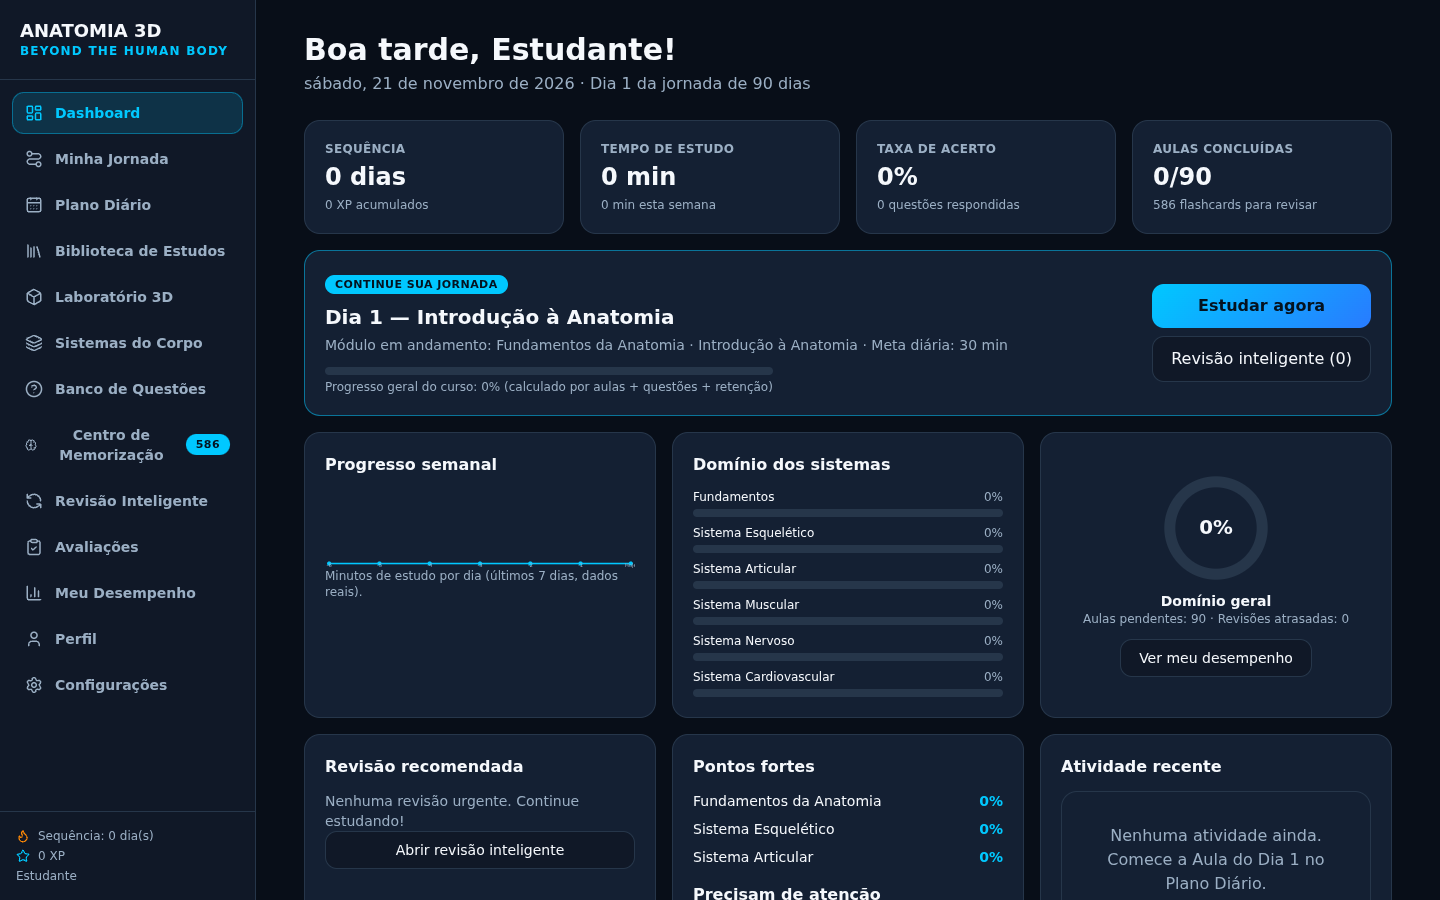 ANATOMIA 3D
BEYOND THE HUMAN BODY
Dashboard
Minha Jornada
Plano Diário
Biblioteca de Estudos
Laboratório 3D
Sistemas do Corpo
Banco de Questões
Centro de
Memorização
586
Revisão Inteligente
Avaliações
Meu Desempenho
Perfil
Configurações
Sequência: 0 dia(s)
0 XP
Estudante
Boa tarde, Estudante!
sábado, 21 de novembro de 2026 · Dia 1 da jornada de 90 dias
SEQUÊNCIA
0 dias
0 XP acumulados
TEMPO DE ESTUDO
0 min
0 min esta semana
TAXA DE ACERTO
0%
0 questões respondidas
AULAS CONCLUÍDAS
0/90
586 flashcards para revisar
CONTINUE SUA JORNADA
Dia 1 — Introdução à Anatomia
Módulo em andamento: Fundamentos da Anatomia · Introdução à Anatomia · Meta diária: 30 min
Progresso geral do curso: 0% (calculado por aulas + questões + retenção)
Estudar agora
Revisão inteligente (0)
Progresso semanal
Minutos de estudo por dia (últimos 7 dias, dados
reais).
Domínio dos sistemas
Fundamentos 0%
Sistema Esquelético 0%
Sistema Articular 0%
Sistema Muscular 0%
Sistema Nervoso 0%
Sistema Cardiovascular 0%
0%
Domínio geral
Aulas pendentes: 90 · Revisões atrasadas: 0
Ver meu desempenho
Revisão recomendada
Nenhuma revisão urgente. Continue
estudando!
Abrir revisão inteligente
Pontos fortes
Fundamentos da Anatomia 0%
Sistema Esquelético 0%
Sistema Articular 0%
Precisam de atenção
Atividade recente
Nenhuma atividade ainda.
Comece a Aula do Dia 1 no
Plano Diário.